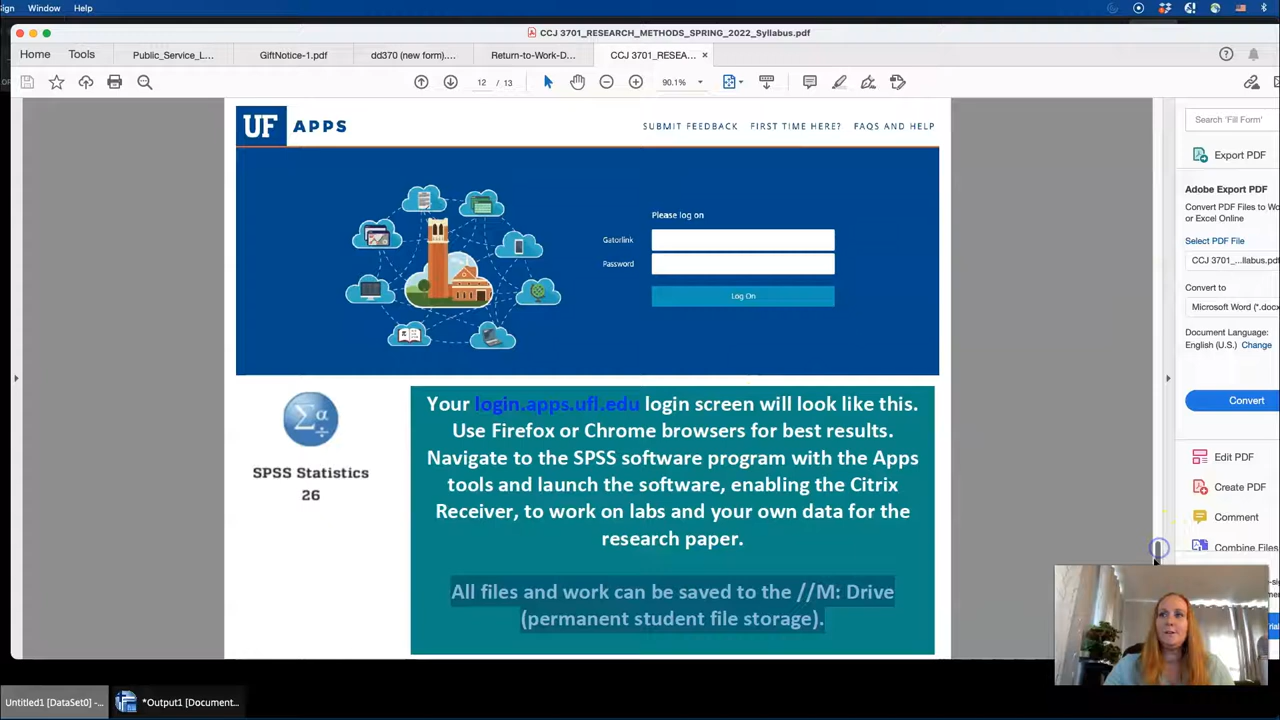 Window Help
CCJ 3701_RESEARCH_METHODS_SPRING_2022_Syllabus.pdf
Home Tools Public_Service_L... GiftNotice-1.pdf dd370 (new form).... Return-to-Work-D... CCJ 3701_RESEA... ×
12 / 13 90.1%
Search 'Fill Form'
UF APPS SUBMIT FEEDBACK FIRST TIME HERE? FAQS AND HELP
Export PDF
Adobe Export PDF
Convert PDF Files to Wo
or Excel Online
Select PDF File
CCJ 3701_...llabus.pdf
Convert to
Microsoft Word (*.docx
Document Language:
English (U.S.) Change
Convert
Edit PDF
Create PDF
Comment
Combine Files
Please log on
Gatorlink
Password
Log On
SPSS Statistics
26
Your login.apps.ufl.edu login screen will look like this.
Use Firefox or Chrome browsers for best results.
Navigate to the SPSS software program with the Apps
tools and launch the software, enabling the Citrix
Receiver, to work on labs and your own data for the
research paper.
All files and work can be saved to the //M: Drive
(permanent student file storage).
Untitled1 [DataSet0] -... *Output1 [Document...